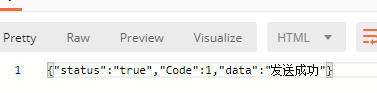 Pretty Raw Preview Visualize HTML
1 {"status":"true","Code":1,"data":"发送成功"}